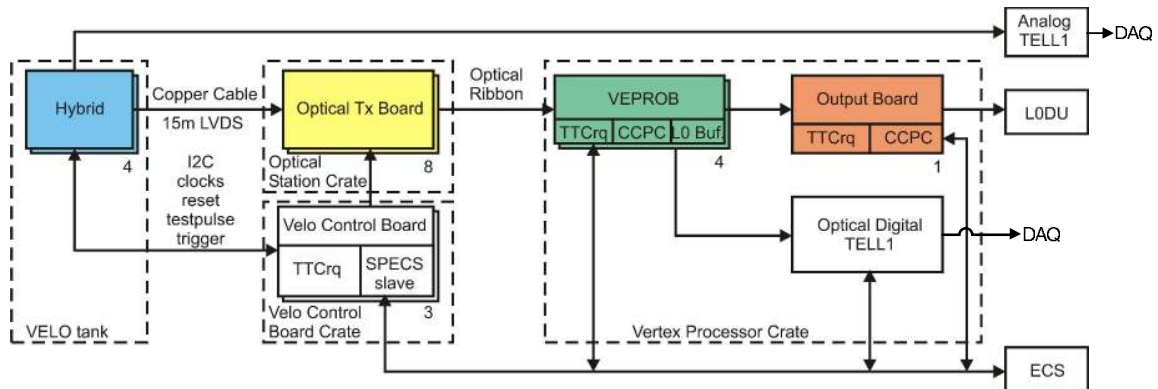 Analog
TELL1
DAQ
Hybrid
4
VELO tank
Copper Cable
15m LVDS
I2C
clocks
reset
testpulse
trigger
Optical Tx Board
Optical
Station Crate
8
Velo Control Board
TTCrq
SPECS
slave
Velo Control
Board Crate
3
Optical
Ribbon
VEPROB
TTCrq
CCPC
L0 Buf.
4
Output Board
TTCrq
CCPC
1
L0DU
Optical Digital
TELL1
DAQ
Vertex Processor Crate
ECS